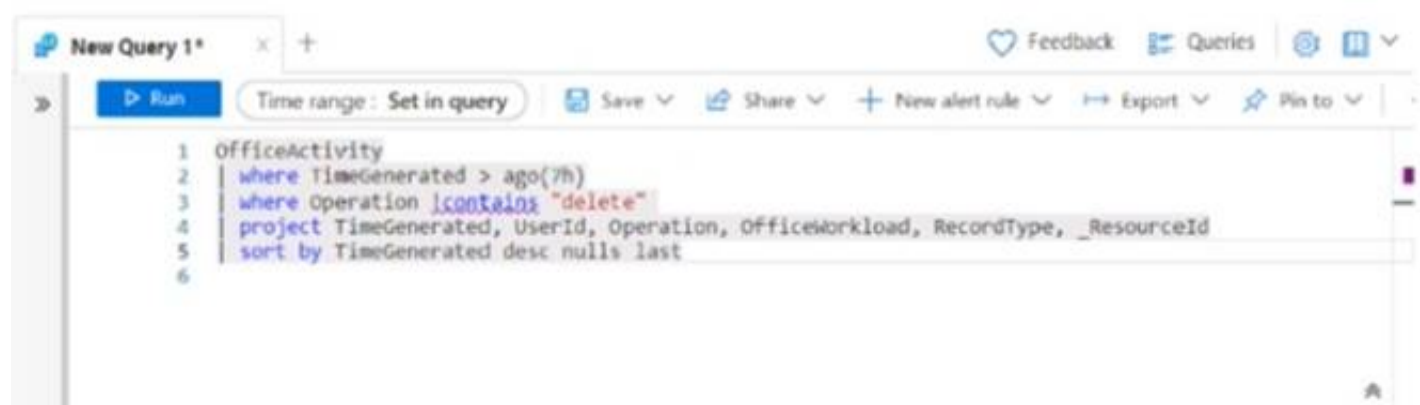 New Query 1* × +
Feedback Queries
Run Time range : Set in query Save Share New alert rule Export Pin to
1 OfficeActivity
2 | where TimeGenerated > ago(7h)
3 | where Operation !contains "delete"
4 | project TimeGenerated, UserId, Operation, OfficeWorkload, RecordType, _ResourceId
5 | sort by TimeGenerated desc nulls last
6